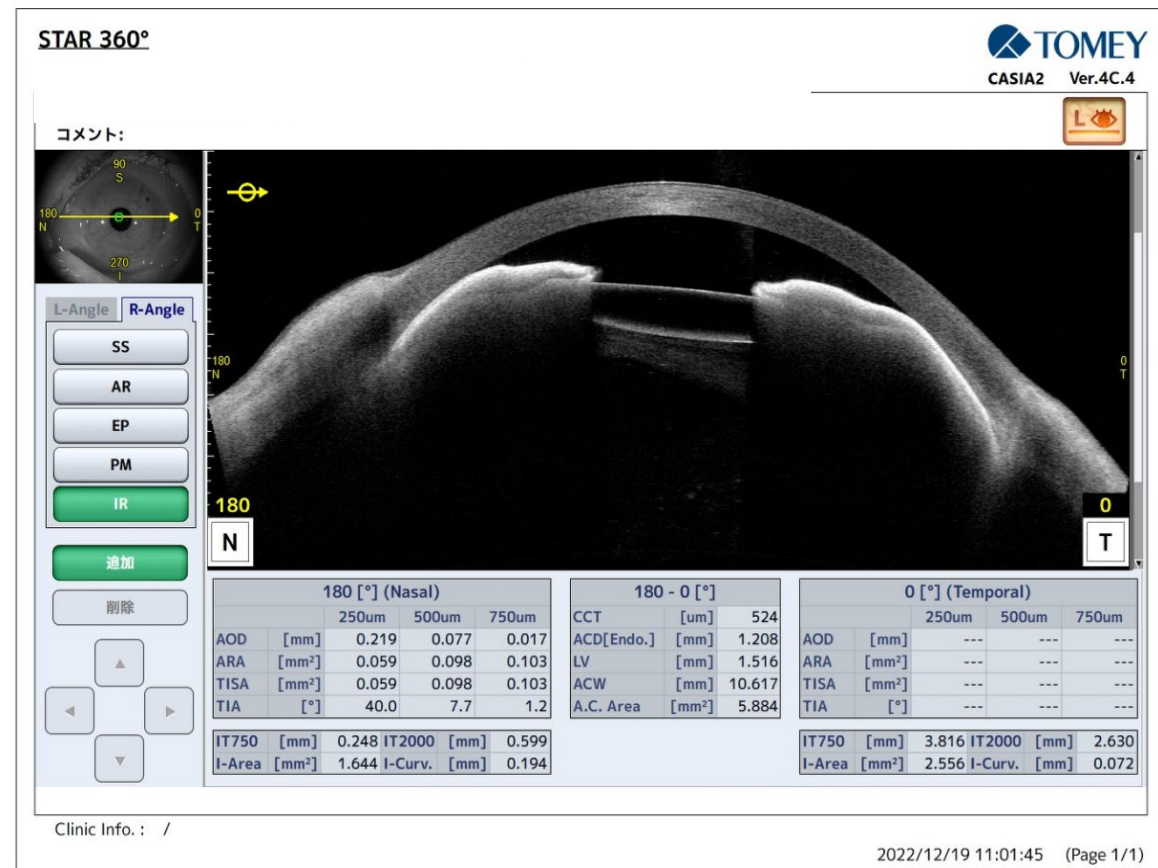 STAR 360°
TOMEY
CASIA2 Ver.4C.4
L
コメント:
90
S
180
N
0
T
270
I
L-Angle R-Angle
SS
AR
EP
PM
IR
追加
削除
180
N
0
T
180
N
0
T
180 [°] (Nasal)
250um 500um 750um
AOD [mm] 0.219 0.077 0.017
ARA [mm²] 0.059 0.098 0.103
TISA [mm²] 0.059 0.098 0.103
TIA [°] 40.0 7.7 1.2
IT750 [mm] 0.248 IT2000 [mm] 0.599
I-Area [mm²] 1.644 I-Curv. [mm] 0.194
180 - 0 [°]
CCT [um] 524
ACD[Endo.] [mm] 1.208
LV [mm] 1.516
ACW [mm] 10.617
A.C. Area [mm²] 5.884
0 [°] (Temporal)
250um 500um 750um
AOD [mm] --- --- ---
ARA [mm²] --- --- ---
TISA [mm²] --- --- ---
TIA [°] --- --- ---
IT750 [mm] 3.816 IT2000 [mm] 2.630
I-Area [mm²] 2.556 I-Curv. [mm] 0.072
Clinic Info. : /
2022/12/19 11:01:45 (Page 1/1)